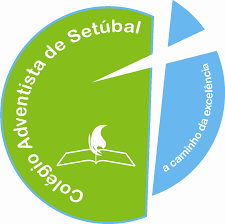 Colégio Adventista de Setúbal
a caminho da excelência